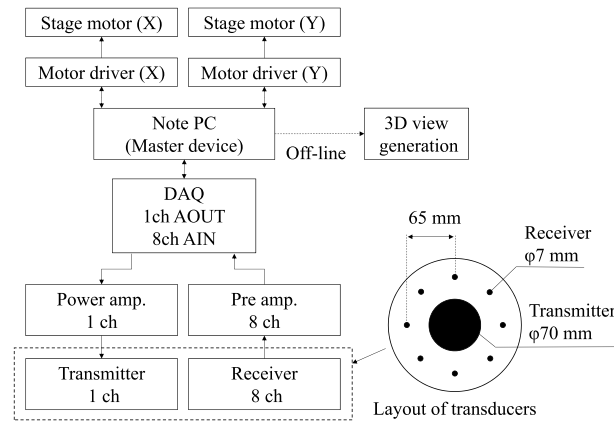 Stage motor (X)
Stage motor (Y)
Motor driver (X)
Motor driver (Y)
Note PC
(Master device)
Off-line
3D view
generation
DAQ
1ch AOUT
8ch AIN
Power amp.
1 ch
Pre amp.
8 ch
Transmitter
1 ch
Receiver
8 ch
65 mm
Receiver
φ7 mm
Transmitter
φ70 mm
Layout of transducers